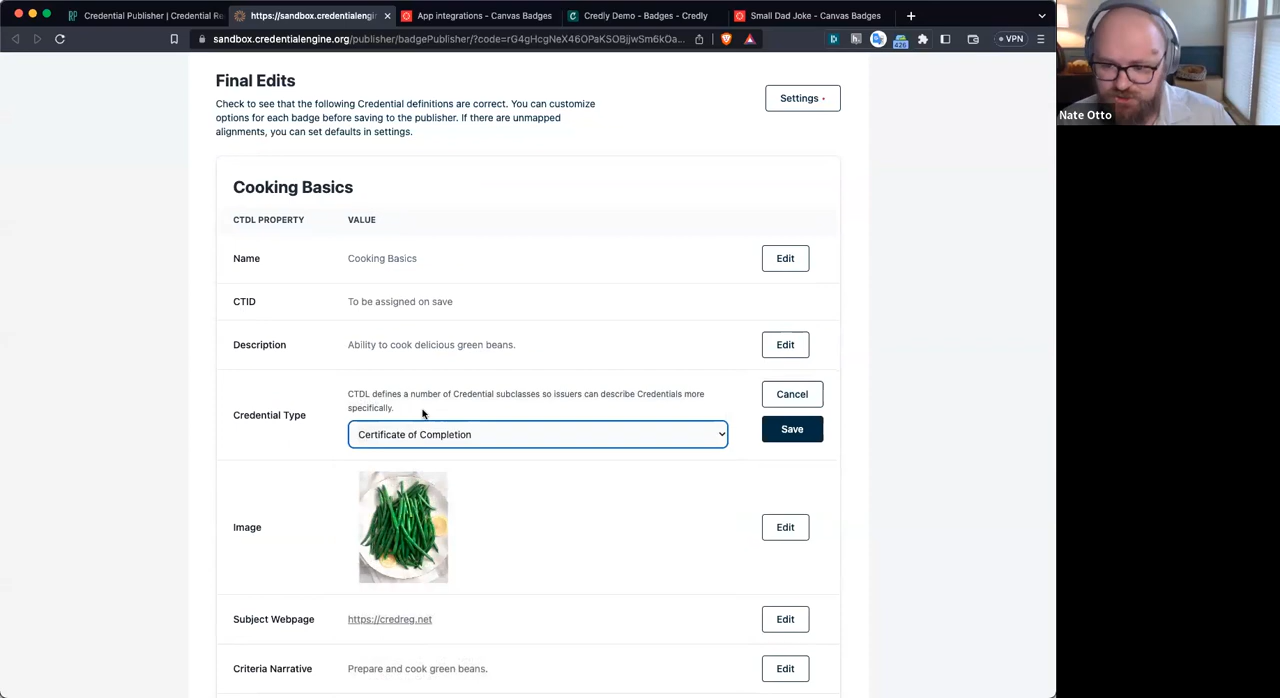 Credential Publisher | Credential Re
https://sandbox.credentialengin
App integrations - Canvas Badges
Credly Demo - Badges - Credly
Small Dad Joke - Canvas Badges
sandbox.credentialengine.org/publisher/badgePublisher/?code=rG4gHcgNeX46OPaKSOBjjwSm6kOa...
426
VPN
Nate Otto
Final Edits
Check to see that the following Credential definitions are correct. You can customize
options for each badge before saving to the publisher. If there are unmapped
alignments, you can set defaults in settings.
Settings
Cooking Basics
CTDL PROPERTY VALUE
Name Cooking Basics Edit
CTID To be assigned on save
Description Ability to cook delicious green beans. Edit
CTDL defines a number of Credential subclasses so issuers can describe Credentials more
specifically.
Cancel
Credential Type
Certificate of Completion
Save
Image Edit
Subject Webpage https://credreg.net Edit
Criteria Narrative Prepare and cook green beans. Edit